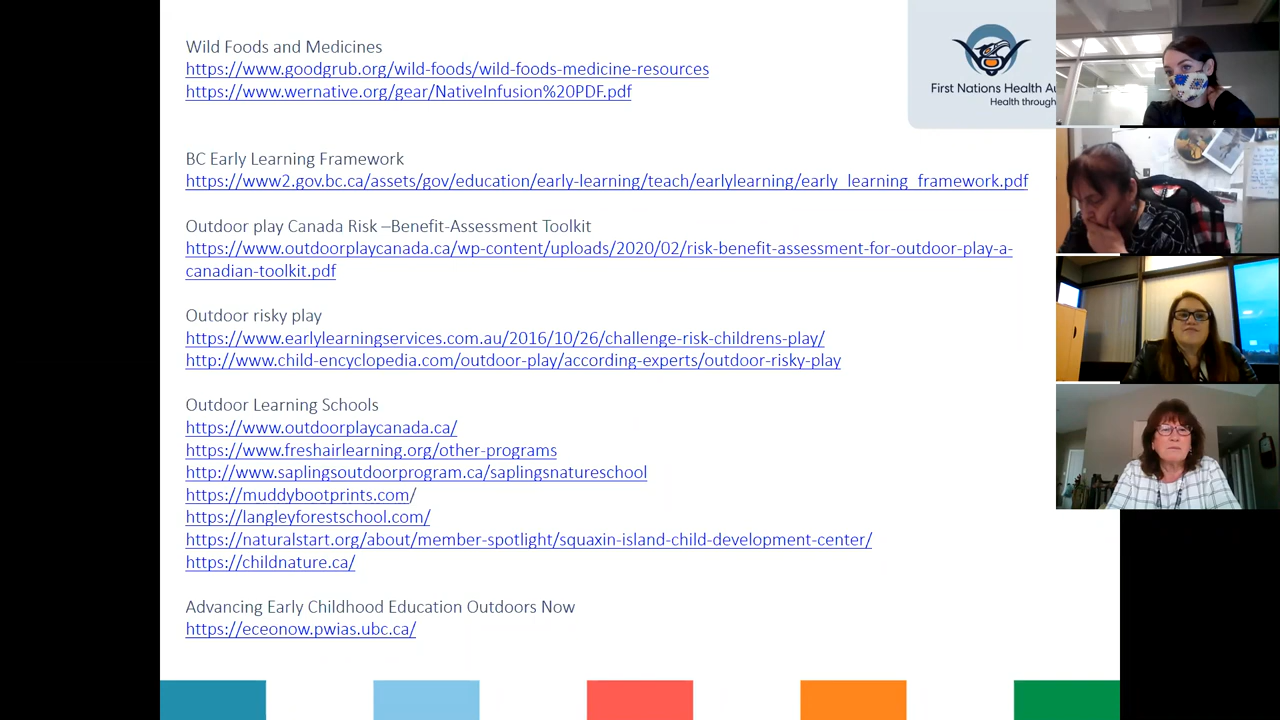 Wild Foods and Medicines
https://www.goodgrub.org/wild-foods/wild-foods-medicine-resources
https://www.wernative.org/gear/NativeInfusion%20PDF.pdf
First Nations Health Au
Health through
BC Early Learning Framework
https://www2.gov.bc.ca/assets/gov/education/early-learning/teach/earlylearning/early_learning_framework.pdf
Outdoor play Canada Risk –Benefit-Assessment Toolkit
https://www.outdoorplaycanada.ca/wp-content/uploads/2020/02/risk-benefit-assessment-for-outdoor-play-a-
canadian-toolkit.pdf
Outdoor risky play
https://www.earlylearningservices.com.au/2016/10/26/challenge-risk-childrens-play/
http://www.child-encyclopedia.com/outdoor-play/according-experts/outdoor-risky-play
Outdoor Learning Schools
https://www.outdoorplaycanada.ca/
https://www.freshairlearning.org/other-programs
http://www.saplingsoutdoorprogram.ca/saplingsnatureschool
https://muddybootprints.com/
https://langleyforestschool.com/
https://naturalstart.org/about/member-spotlight/squaxin-island-child-development-center/
https://childnature.ca/
Advancing Early Childhood Education Outdoors Now
https://eceonow.pwias.ubc.ca/